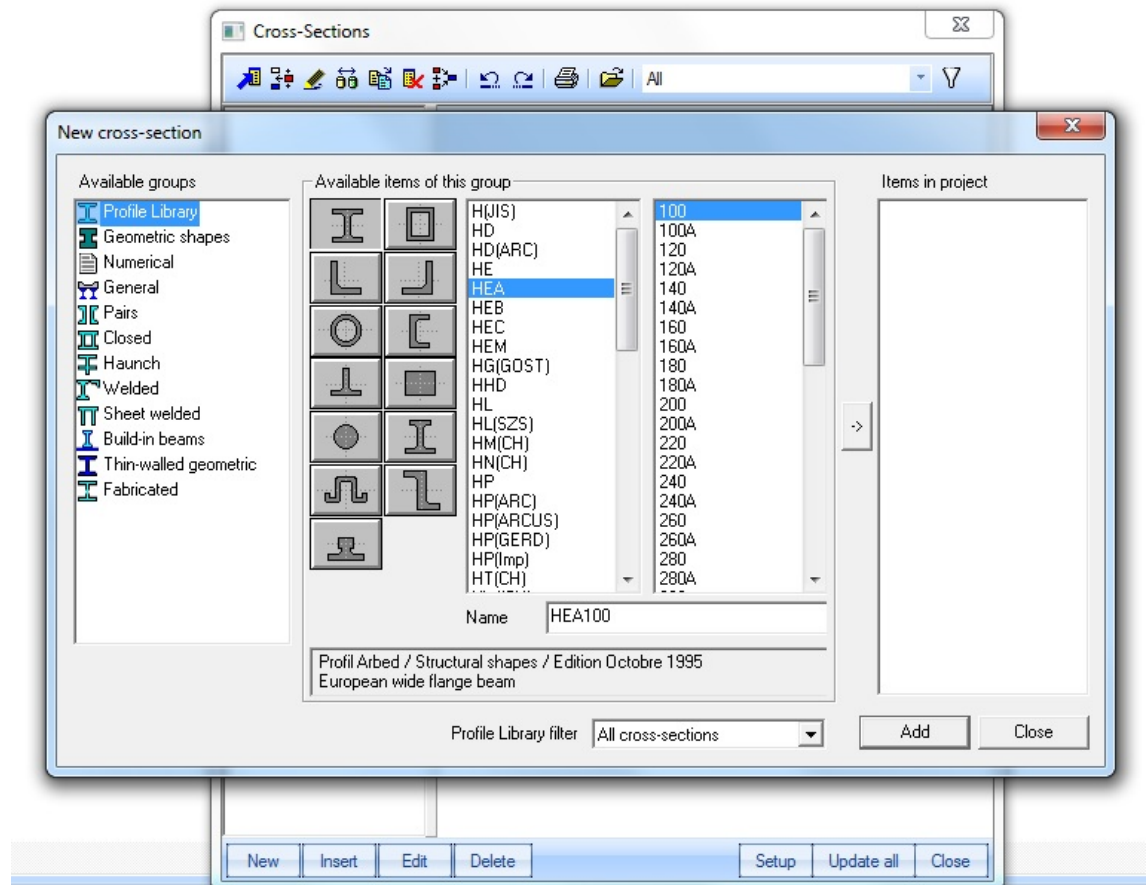 Cross-Sections
All
New cross-section
Available groups
Profile Library
Geometric shapes
Numerical
General
Pairs
Closed
Haunch
Welded
Sheet welded
Build-in beams
Thin-walled geometric
Fabricated
Available items of this group
H(JIS)
HD
HD(ARC)
HE
HEA
HEB
HEC
HEM
HG(GOST)
HHD
HL
HL(SZS)
HM(CH)
HN(CH)
HP
HP(ARC)
HP(ARCUS)
HP(GERD)
HP(Imp)
HT(CH)
100
100A
120
120A
140
140A
160
160A
180
180A
200
200A
220
220A
240
240A
260
260A
280
280A
->
Items in project
Name HEA100
Profil Arbed / Structural shapes / Edition Octobre 1995
European wide flange beam
Profile Library filter All cross-sections
Add Close
New Insert Edit Delete Setup Update all Close